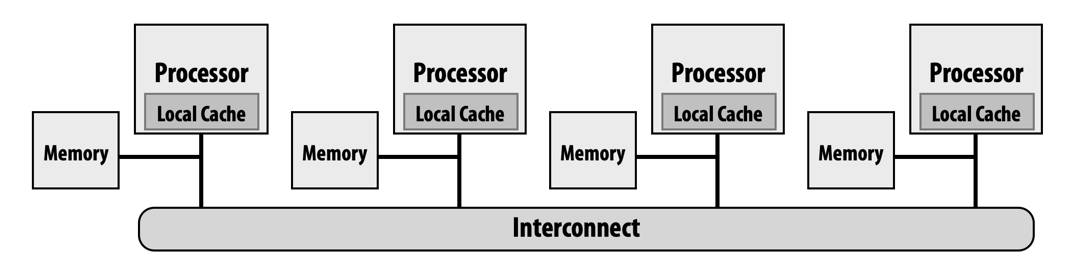 Processor
Local Cache
Memory
Processor
Local Cache
Memory
Processor
Local Cache
Memory
Processor
Local Cache
Memory
Interconnect